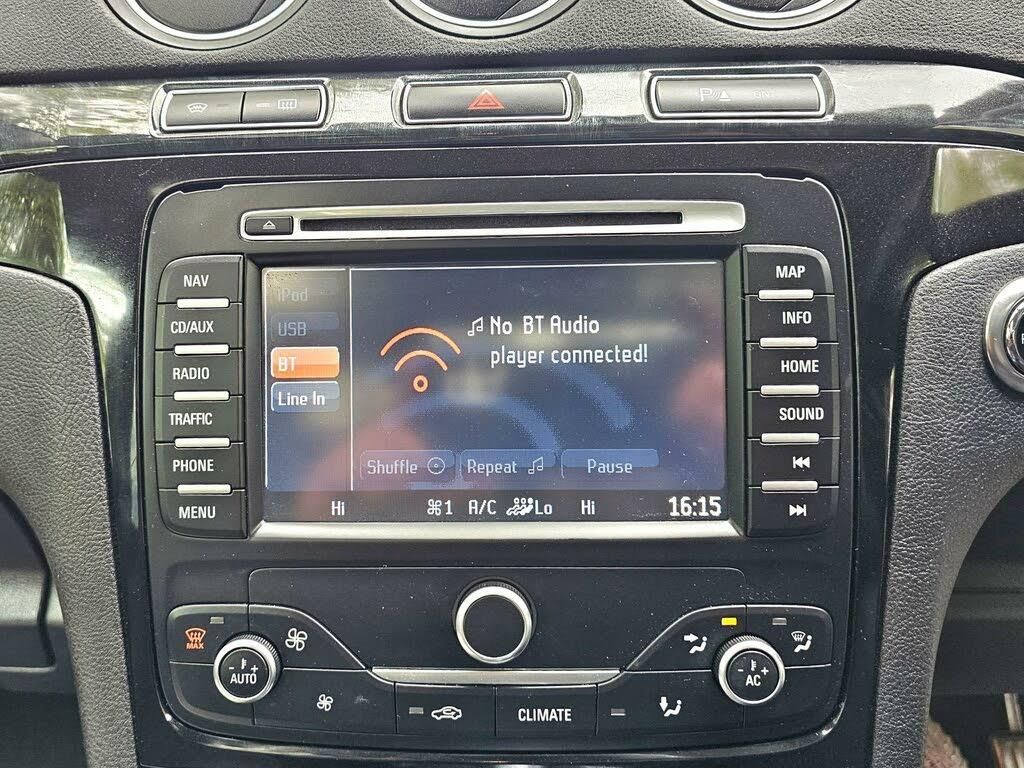 NAV
CD/AUX
RADIO
TRAFFIC
PHONE
MENU
iPod
USB
BT
Line In
No BT Audio
player connected!
Shuffle Repeat Pause
Hi 1 A/C Lo Hi 16:15
MAP
INFO
HOME
SOUND
MAX
AUTO
AC
CLIMATE